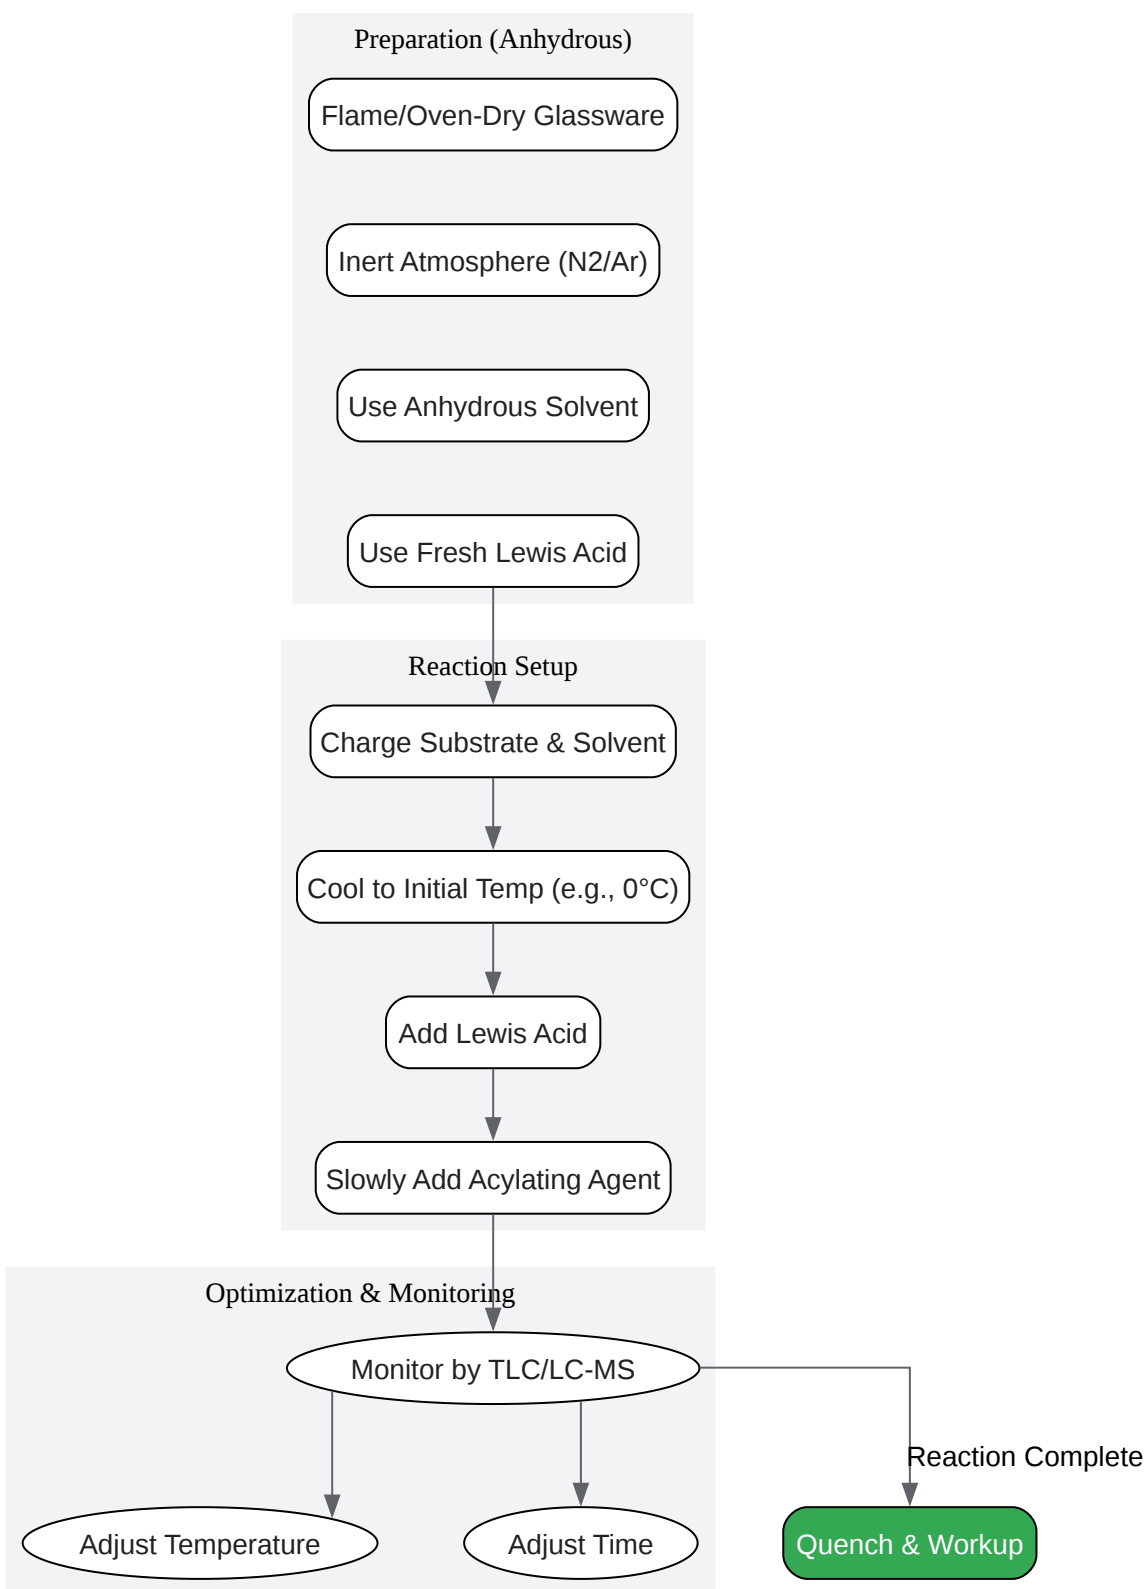 Preparation (Anhydrous)
Flame/Oven-Dry Glassware
Inert Atmosphere (N2/Ar)
Use Anhydrous Solvent
Use Fresh Lewis Acid
Reaction Setup
Charge Substrate & Solvent
Cool to Initial Temp (e.g., 0°C)
Add Lewis Acid
Slowly Add Acylating Agent
Optimization & Monitoring
Monitor by TLC/LC-MS
Reaction Complete
Adjust Temperature
Adjust Time
Quench & Workup